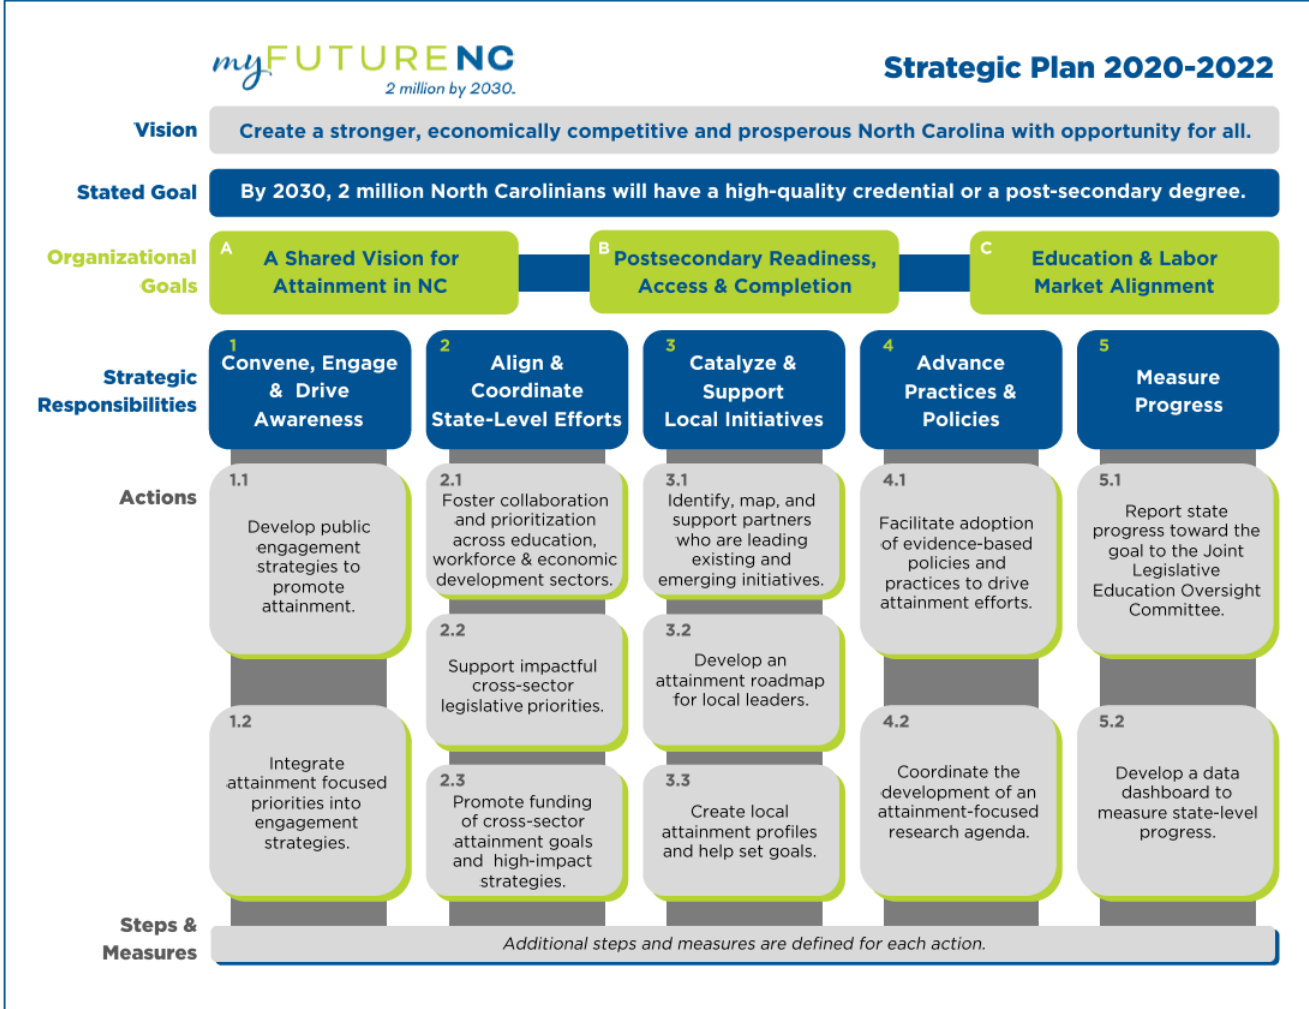 myFUTURENC
2 million by 2030.
Strategic Plan 2020-2022
Vision
Create a stronger, economically competitive and prosperous North Carolina with opportunity for all.
Stated Goal
By 2030, 2 million North Carolinians will have a high-quality credential or a post-secondary degree.
Organizational
Goals
A
A Shared Vision for
Attainment in NC
B
Postsecondary Readiness,
Access & Completion
C
Education & Labor
Market Alignment
Strategic
Responsibilities
1
Convene, Engage
& Drive
Awareness
2
Align &
Coordinate
State-Level Efforts
3
Catalyze &
Support
Local Initiatives
4
Advance
Practices &
Policies
5
Measure
Progress
Actions
1.1
Develop public
engagement
strategies to
promote
attainment.
1.2
Integrate
attainment focused
priorities into
engagement
strategies.
2.1
Foster collaboration
and prioritization
across education,
workforce & economic
development sectors.
2.2
Support impactful
cross-sector
legislative priorities.
2.3
Promote funding
of cross-sector
attainment goals
and high-impact
strategies.
3.1
Identify, map, and
support partners
who are leading
existing and
emerging initiatives.
3.2
Develop an
attainment roadmap
for local leaders.
3.3
Create local
attainment profiles
and help set goals.
4.1
Facilitate adoption
of evidence-based
policies and
practices to drive
attainment efforts.
4.2
Coordinate the
development of an
attainment-focused
research agenda.
5.1
Report state
progress toward the
goal to the Joint
Legislative
Education Oversight
Committee.
5.2
Develop a data
dashboard to
measure state-level
progress.
Steps &
Measures
Additional steps and measures are defined for each action.